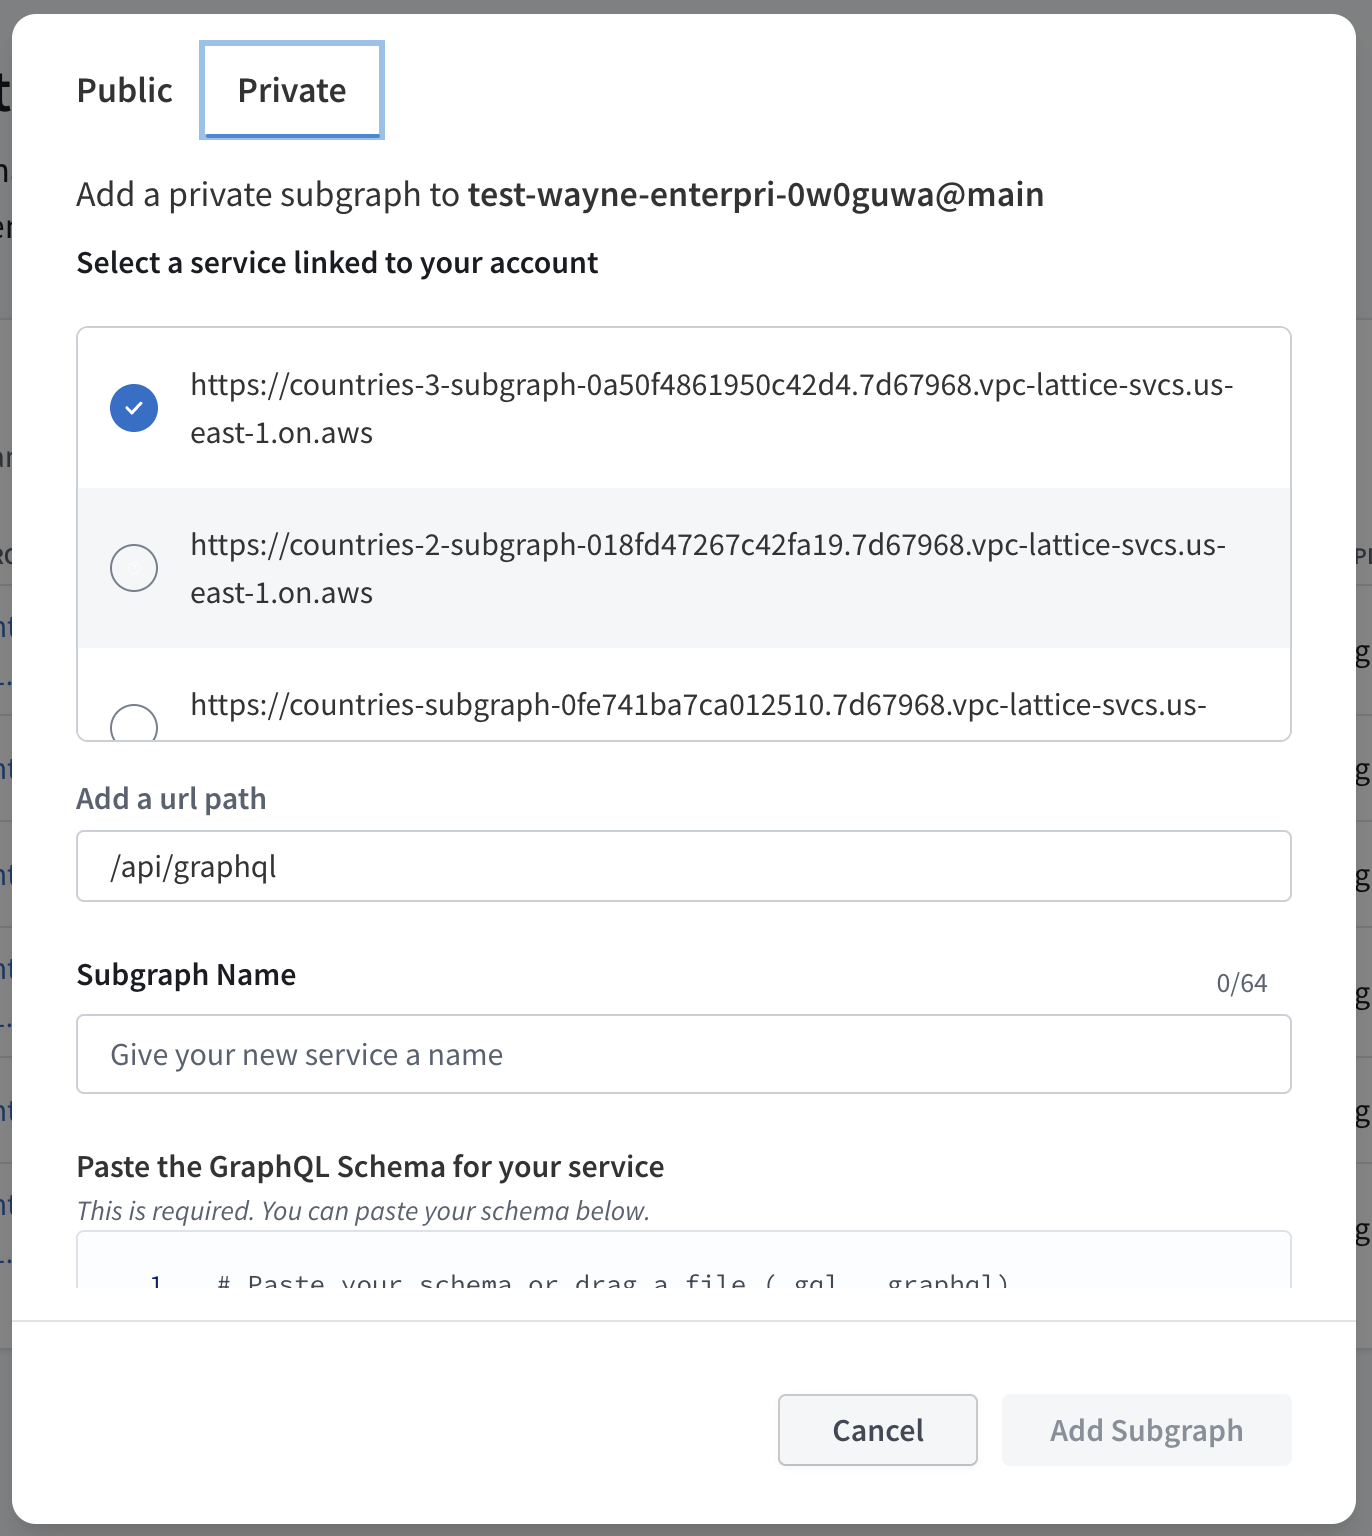 Public Private
Add a private subgraph to test-wayne-enterpri-0w0guwa@main
Select a service linked to your account
https://countries-3-subgraph-0a50f4861950c42d4.7d67968.vpc-lattice-svcs.us-
east-1.on.aws
https://countries-2-subgraph-018fd47267c42fa19.7d67968.vpc-lattice-svcs.us-
east-1.on.aws
https://countries-subgraph-0fe741ba7ca012510.7d67968.vpc-lattice-svcs.us-
Add a url path
/api/graphql
Subgraph Name
0/64
Give your new service a name
Paste the GraphQL Schema for your service
This is required. You can paste your schema below.
1 # Paste your schema or drag a file (.gql, .graphql)
Cancel Add Subgraph